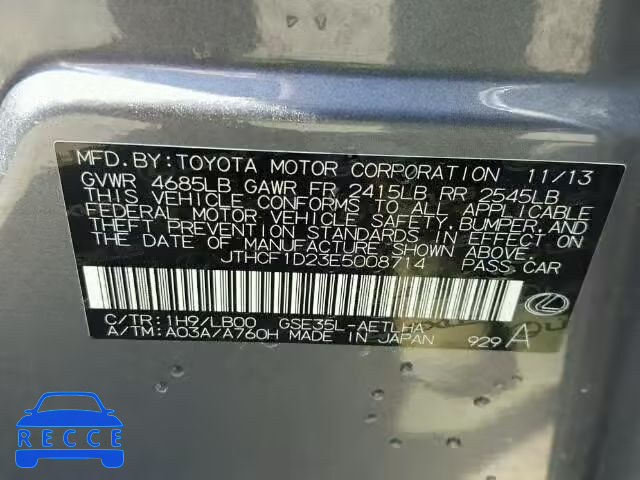 MFD. BY: TOYOTA MOTOR CORPORATION 11/13
GVWR 4685LB GAWR FR 2415LB RR 2545LB
THIS VEHICLE CONFORMS TO ALL APPLICABLE
FEDERAL MOTOR VEHICLE SAFETY, BUMPER, AND
THEFT PREVENTION STANDARDS IN EFFECT ON
THE DATE OF MANUFACTURE SHOWN ABOVE.
JTHCF1D23E5008714 PASS CAR
C/TR: 1H9/LB00 GSE35L-AETLHA
A/TM: A03A/A760H MADE IN JAPAN 929 A
RECCE